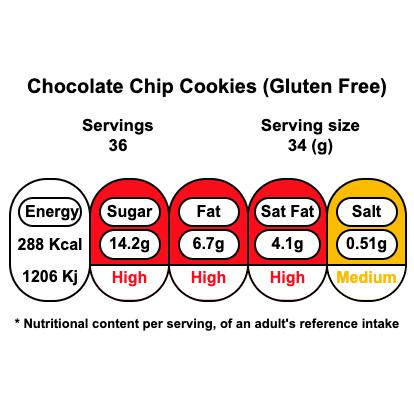 Chocolate Chip Cookies (Gluten Free)
Servings
36
Serving size
34 (g)
Energy
288 Kcal
1206 Kj
Sugar
14.2g
High
Fat
6.7g
High
Sat Fat
4.1g
High
Salt
0.51g
Medium
* Nutritional content per serving, of an adult's reference intake